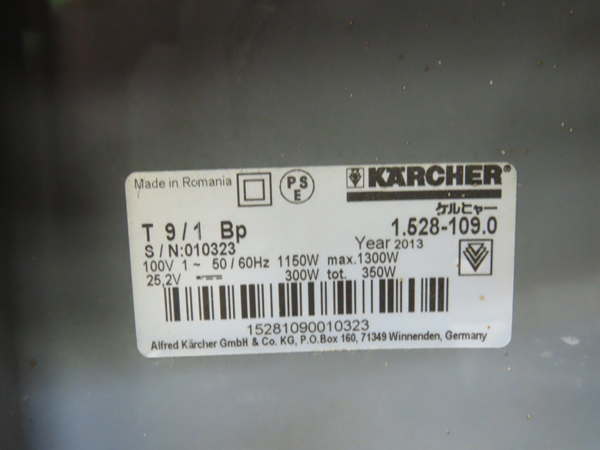 Made in Romania
PS
E
KÄRCHER®
ケルヒャー
T 9/1 Bp
1.528-109.0
S/N:010323
Year 2013
100V 1~ 50/60Hz 1150W max.1300W
25,2V 300W tot. 350W
15281090010323
Alfred Kärcher GmbH & Co. KG, P.O.Box 160, 71349 Winnenden, Germany